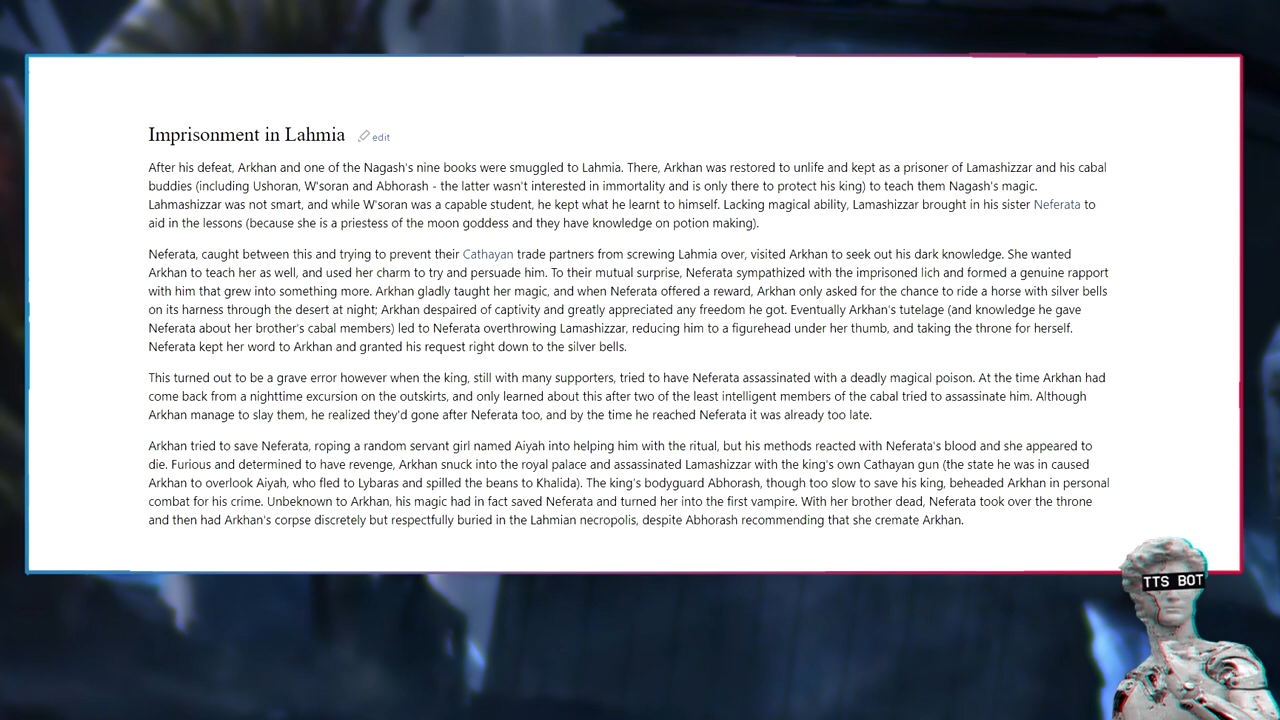 Imprisonment in Lahmia edit
After his defeat, Arkhan and one of the Nagash's nine books were smuggled to Lahmia. There, Arkhan was restored to unlife and kept as a prisoner of Lamashizzar and his cabal
buddies (including Ushoran, W'soran and Abhorash - the latter wasn't interested in immortality and is only there to protect his king) to teach them Nagash's magic.
Lahmashizzar was not smart, and while W'soran was a capable student, he kept what he learnt to himself. Lacking magical ability, Lamashizzar brought in his sister Neferata to
aid in the lessons (because she is a priestess of the moon goddess and they have knowledge on potion making).
Neferata, caught between this and trying to prevent their Cathayan trade partners from screwing Lahmia over, visited Arkhan to seek out his dark knowledge. She wanted
Arkhan to teach her as well, and used her charm to try and persuade him. To their mutual surprise, Neferata sympathized with the imprisoned lich and formed a genuine rapport
with him that grew into something more. Arkhan gladly taught her magic, and when Neferata offered a reward, Arkhan only asked for the chance to ride a horse with silver bells
on its harness through the desert at night; Arkhan despaired of captivity and greatly appreciated any freedom he got. Eventually Arkhan's tutelage (and knowledge he gave
Neferata about her brother's cabal members) led to Neferata overthrowing Lamashizzar, reducing him to a figurehead under her thumb, and taking the throne for herself.
Neferata kept her word to Arkhan and granted his request right down to the silver bells.
This turned out to be a grave error however when the king, still with many supporters, tried to have Neferata assassinated with a deadly magical poison. At the time Arkhan had
come back from a nighttime excursion on the outskirts, and only learned about this after two of the least intelligent members of the cabal tried to assassinate him. Although
Arkhan manage to slay them, he realized they'd gone after Neferata too, and by the time he reached Neferata it was already too late.
Arkhan tried to save Neferata, roping a random servant girl named Aiyah into helping him with the ritual, but his methods reacted with Neferata's blood and she appeared to
die. Furious and determined to have revenge, Arkhan snuck into the royal palace and assassinated Lamashizzar with the king's own Cathayan gun (the state he was in caused
Arkhan to overlook Aiyah, who fled to Lybaras and spilled the beans to Khalida). The king's bodyguard Abhorash, though too slow to save his king, beheaded Arkhan in personal
combat for his crime. Unbeknown to Arkhan, his magic had in fact saved Neferata and turned her into the first vampire. With her brother dead, Neferata took over the throne
and then had Arkhan's corpse discretely but respectfully buried in the Lahmian necropolis, despite Abhorash recommending that she cremate Arkhan.
TTS BOT